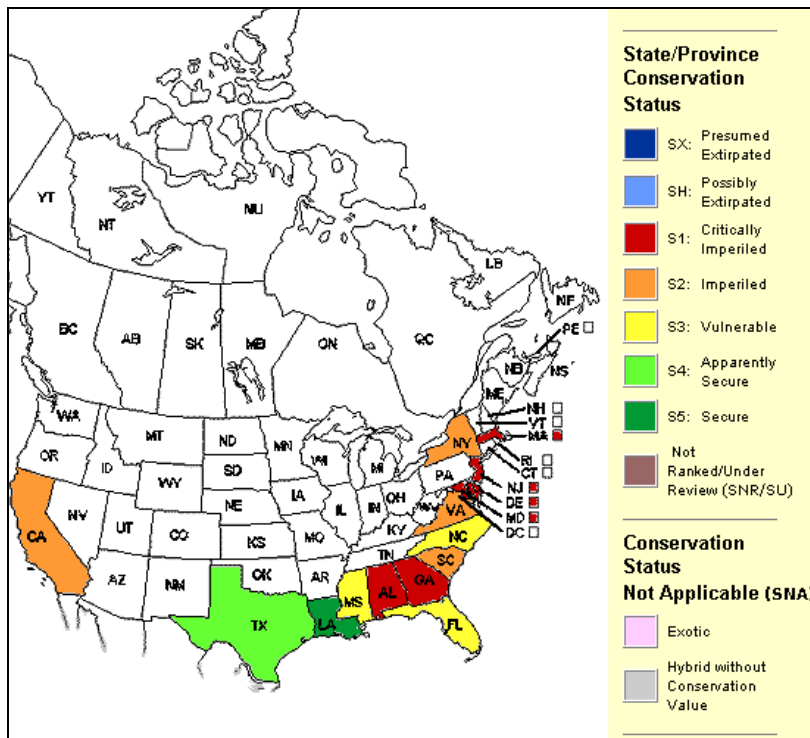 State/Province
Conservation
Status
SX: Presumed
Extirpated
SH: Possibly
Extirpated
S1: Critically
Imperiled
S2: Imperiled
S3: Vulnerable
S4: Apparently
Secure
S5: Secure
Not
Ranked/Under
Review (SNR/SU)
Conservation
Status
Not Applicable (SNA)
Exotic
Hybrid without
Conservation
Value
YT
NT
NU
LB
NF
BC
AB
SK
MB
ON
QC
PE
NB
NS
ME
NH
VT
MA
RI
CT
NJ
DE
MD
DC
WA
MT
ND
MN
OR
ID
SD
WI
MI
NY
WY
IA
PA
NE
NV
IL
IN
OH
UT
CO
WV
VA
CA
KS
MO
KY
NC
TN
AZ
NM
OK
AR
SC
MS
AL
GA
TX
LA
FL